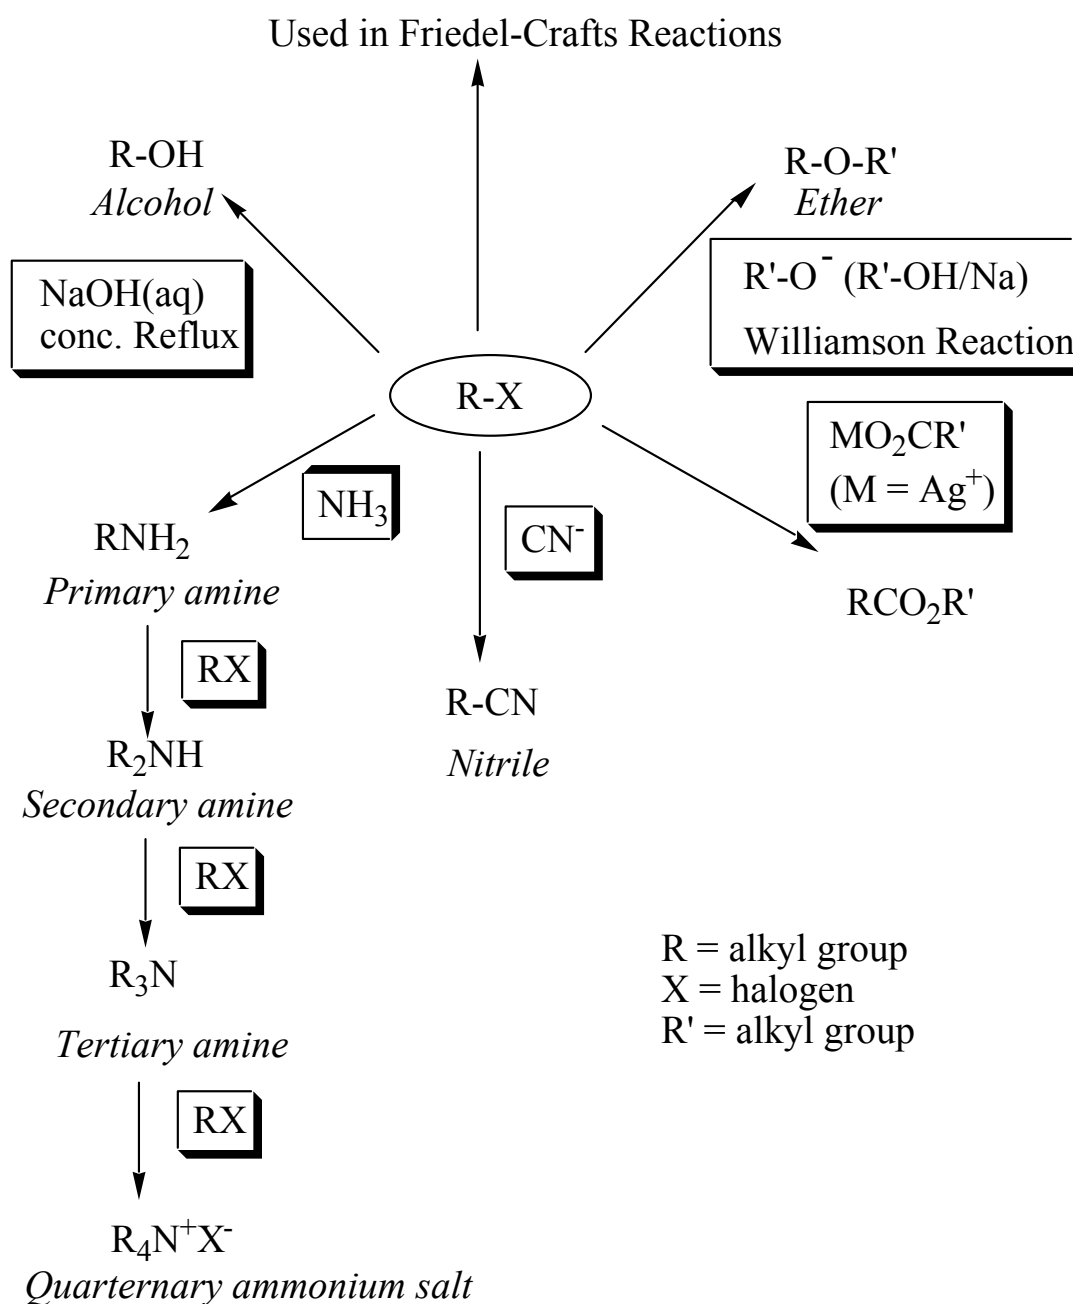 Used in Friedel-Crafts Reactions
R-OH
Alcohol
R-O-R'
Ether
NaOH(aq)
conc. Reflux
R'-O⁻ (R'-OH/Na)
Williamson Reaction
R-X
MO₂CR'
(M = Ag⁺)
NH₃
CN⁻
RNH₂
Primary amine
RCO₂R'
RX
R-CN
Nitrile
R₂NH
Secondary amine
RX
R₃N
Tertiary amine
R = alkyl group
X = halogen
R' = alkyl group
RX
R₄N⁺X⁻
Quarternary ammonium salt